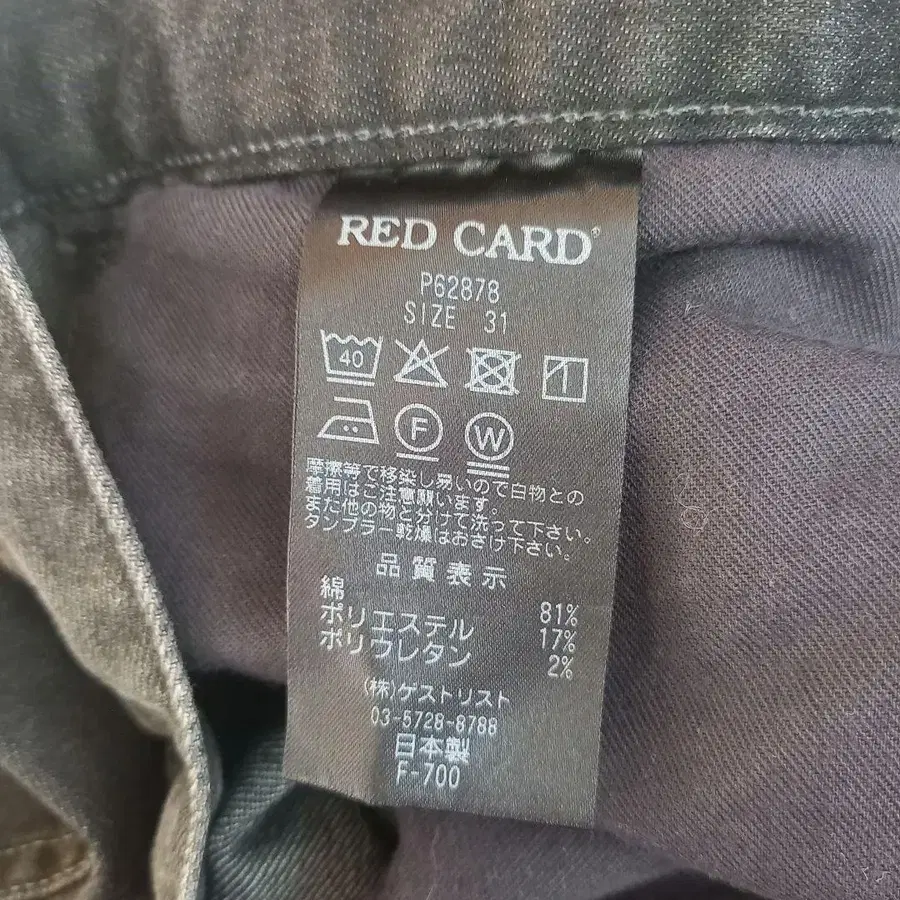 RED CARD®
P62878
SIZE 31
40
F
W
摩擦等で移染し易いので白物との
着用はご注意願います。
また他の物と分けて洗って下さい。
タンブラー乾燥はおさけ下さい。
品質表示
綿 81%
ポリエステル 17%
ポリウレタン 2%
(株)ゲストリスト
03-5728-8788
日本製
F-700